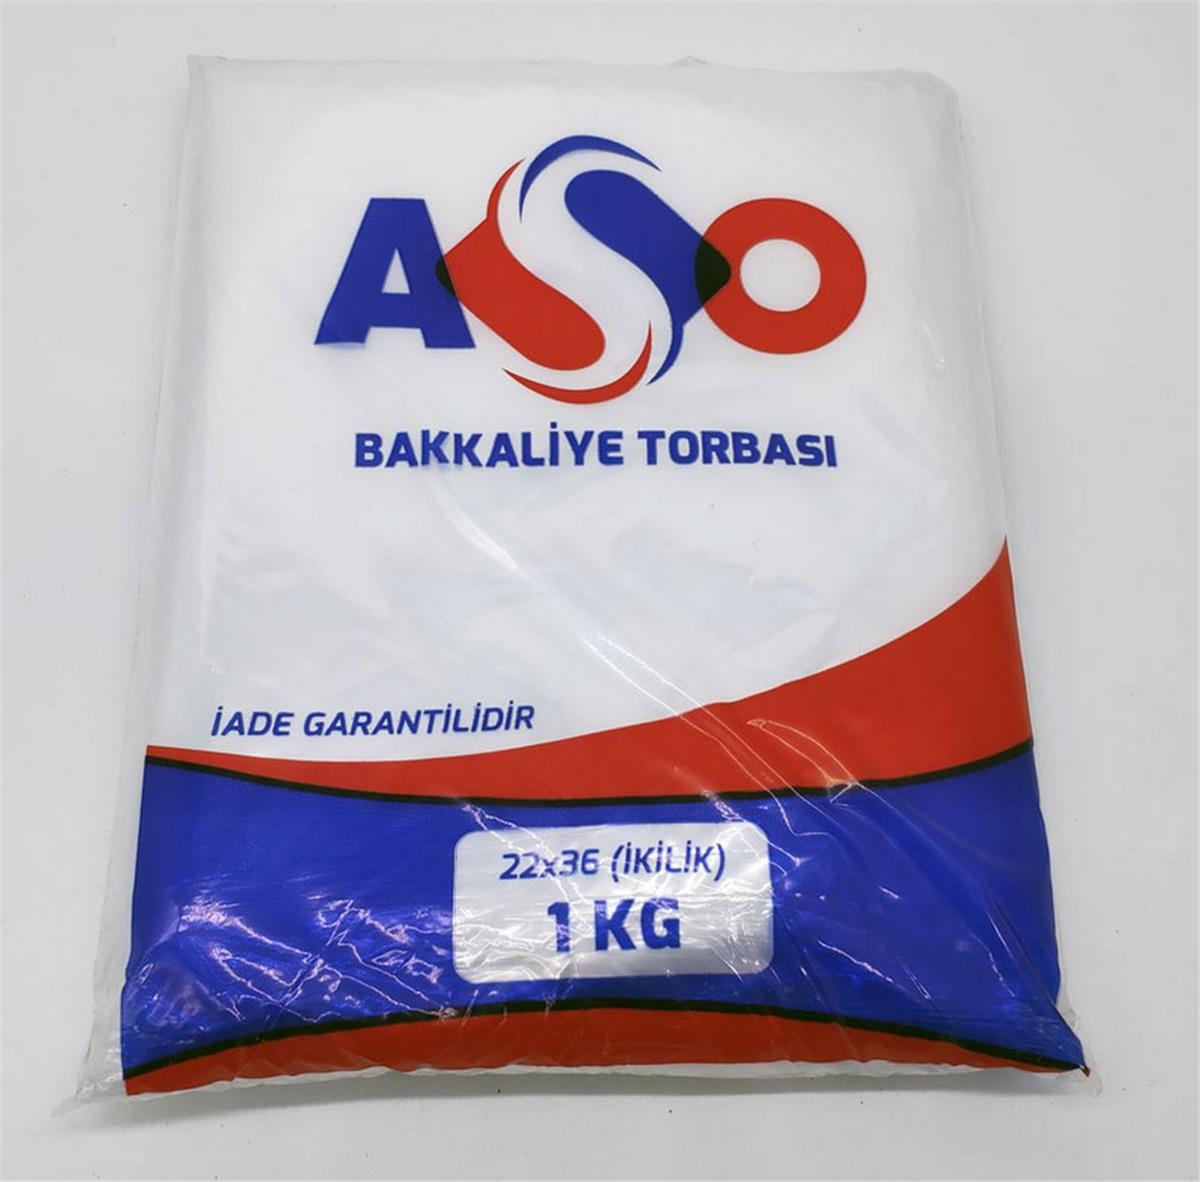 ASO
BAKKALİYE TORBASI
İADE GARANTİLİDİR
22x36 (İKİLİK)
1 KG